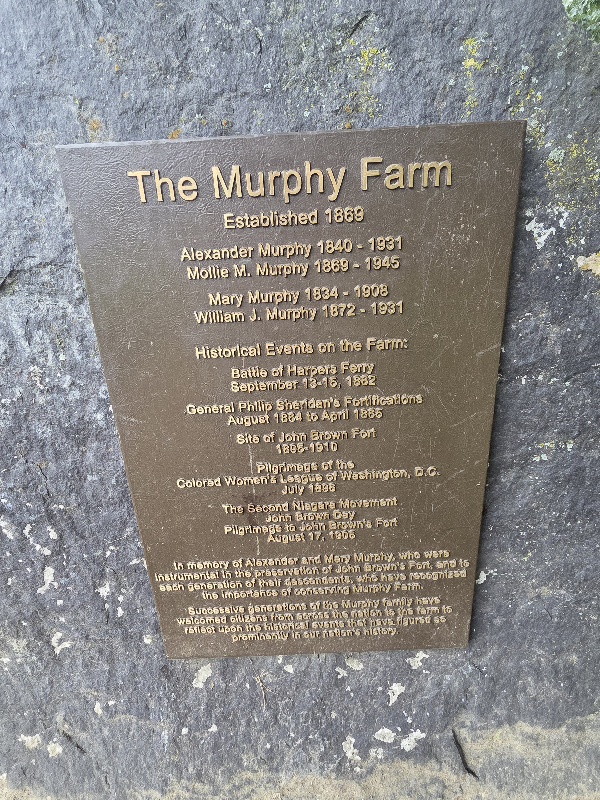 The Murphy Farm
Established 1869
Alexander Murphy 1840 - 1931
Mollie M. Murphy 1869 - 1945
Mary Murphy 1834 - 1908
William J. Murphy 1872 - 1931
Historical Events on the Farm:
Battle of Harpers Ferry
September 13-15, 1862
General Philip Sheridan's Fortifications
August 1864 to April 1865
Site of John Brown Fort
1895-1910
Pilgrimage of the
Colored Women's League of Washington, D.C.
July 1896
The Second Niagara Movement
John Brown Day
Pilgrimage to John Brown's Fort
August 17, 1906
In memory of Alexander and Mary Murphy, who were
instrumental in the preservation of John Brown's Fort, and to
each generation of their descendents, who have recognized
the importance of conserving Murphy Farm.
Successive generations of the Murphy family have
welcomed citizens from across the nation to the farm to
reflect upon the historical events that have figured so
prominently in our nation's history.